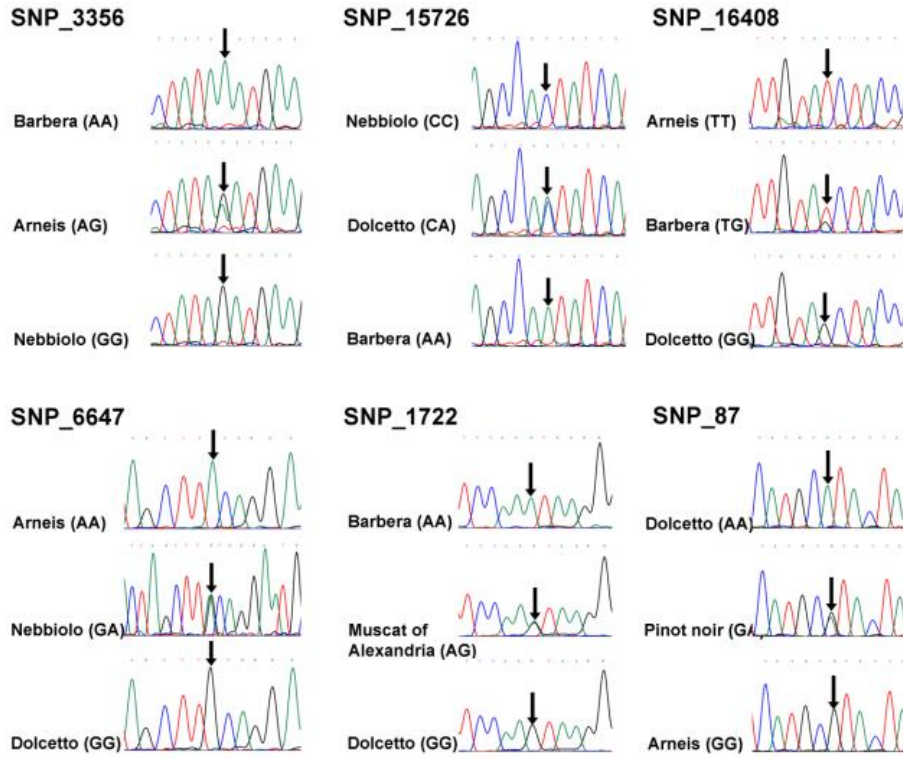 SNP_3356
Barbera (AA)
Arneis (AG)
Nebbiolo (GG)
SNP_15726
Nebbiolo (CC)
Dolcetto (CA)
Barbera (AA)
SNP_16408
Arneis (TT)
Barbera (TG)
Dolcetto (GG)
SNP_6647
Arneis (AA)
Nebbiolo (GA)
Dolcetto (GG)
SNP_1722
Barbera (AA)
Muscat of
Alexandria (AG)
Dolcetto (GG)
SNP_87
Dolcetto (AA)
Pinot noir (GA)
Arneis (GG)